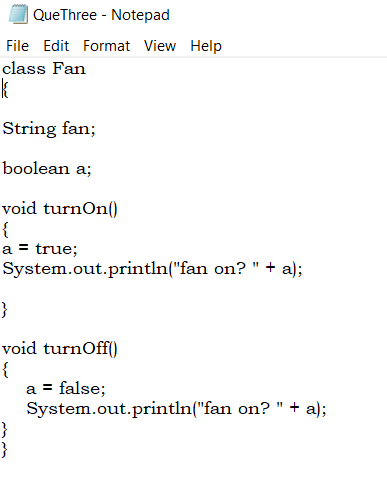 QueThree - Notepad
File Edit Format View Help
class Fan
{
String fan;
boolean a;
void turnOn()
{
a = true;
System.out.println("fan on? " + a);
}
void turnOff()
{
a = false;
System.out.println("fan on? " + a);
}
}